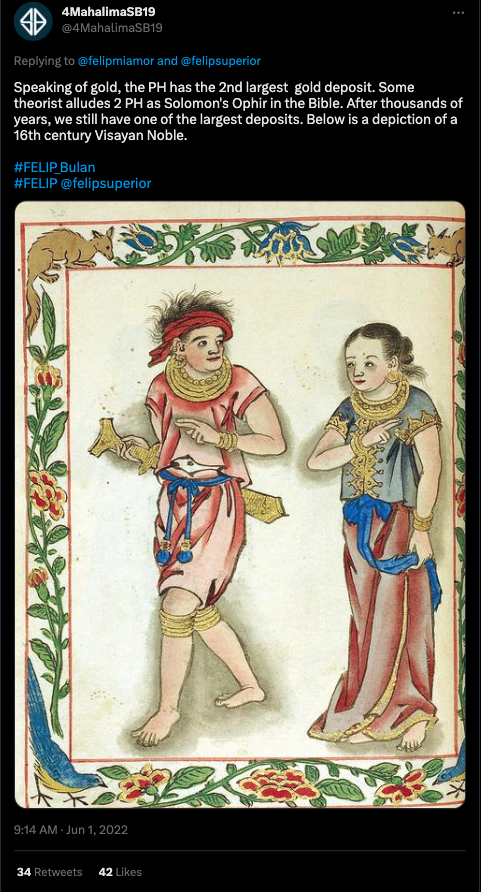 4MahalimaSB19
@4MahalimaSB19
Replying to @felipmiamor and @felipsuperior
Speaking of gold, the PH has the 2nd largest gold deposit. Some
theorist alludes 2 PH as Solomon's Ophir in the Bible. After thousands of
years, we still have one of the largest deposits. Below is a depiction of a
16th century Visayan Noble.
#FELIP_Bulan
#FELIP @felipsuperior
9:14 AM · Jun 1, 2022
34 Retweets 42 Likes